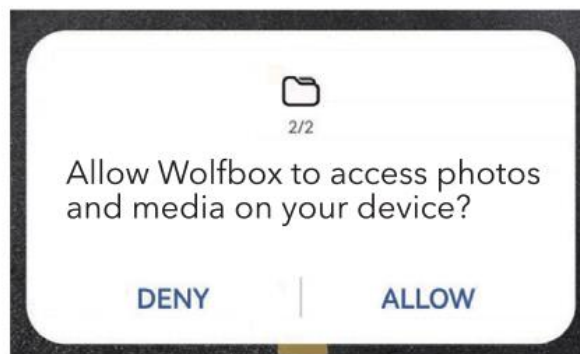 2/2
Allow Wolfbox to access photos
and media on your device?
DENY
ALLOW